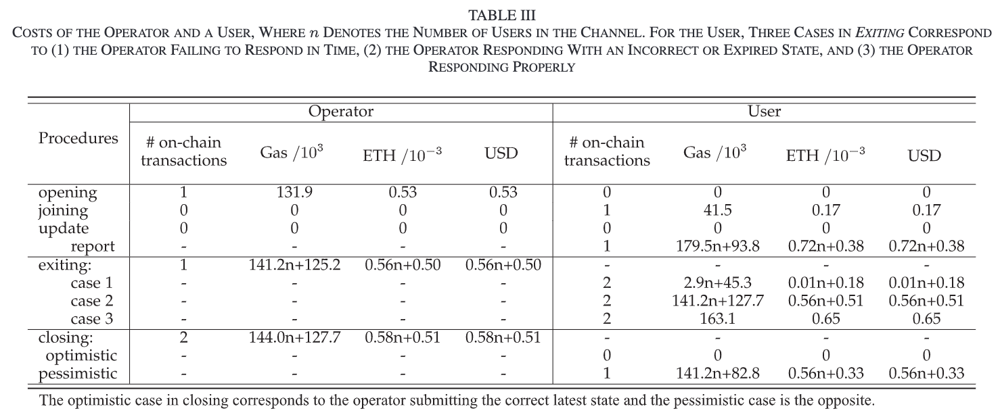 TABLE III
COSTS OF THE OPERATOR AND A USER, WHERE n DENOTES THE NUMBER OF USERS IN THE CHANNEL. FOR THE USER, THREE CASES IN EXITING CORRESPOND
TO (1) THE OPERATOR FAILING TO RESPOND IN TIME, (2) THE OPERATOR RESPONDING WITH AN INCORRECT OR EXPIRED STATE, AND (3) THE OPERATOR
RESPONDING PROPERLY
Operator User
Procedures # on-chain transactions Gas /10³ ETH /10⁻³ USD # on-chain transactions Gas /10³ ETH /10⁻³ USD
opening 1 131.9 0.53 0.53 0 0 0 0
joining 0 0 0 0 1 41.5 0.17 0.17
update 0 0 0 0 0 0 0 0
report - - - - 1 179.5n+93.8 0.72n+0.38 0.72n+0.38
exiting: 1 141.2n+125.2 0.56n+0.50 0.56n+0.50 - - - -
case 1 - - - - 2 2.9n+45.3 0.01n+0.18 0.01n+0.18
case 2 - - - - 2 141.2n+127.7 0.56n+0.51 0.56n+0.51
case 3 - - - - 2 163.1 0.65 0.65
closing: 2 144.0n+127.7 0.58n+0.51 0.58n+0.51 - - - -
optimistic - - - - 0 0 0 0
pessimistic - - - - 1 141.2n+82.8 0.56n+0.33 0.56n+0.33
The optimistic case in closing corresponds to the operator submitting the correct latest state and the pessimistic case is the opposite.